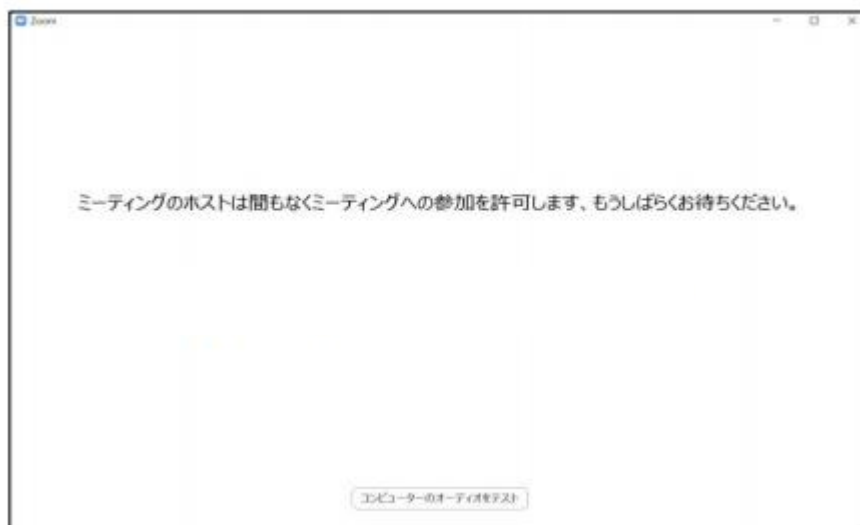 Zoom
ミーティングのホストは間もなくミーティングへの参加を許可します、もうしばらくお待ちください。
コンピューターのオーディオをテスト